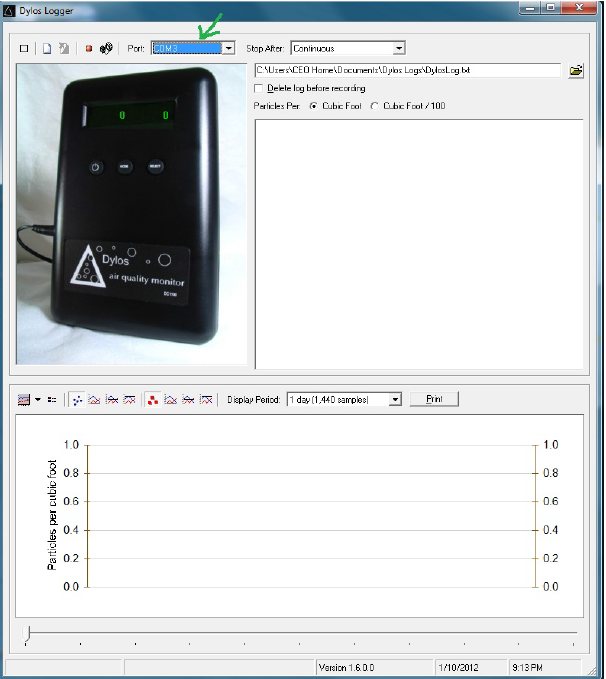 Dylos Logger
Port: COM3 Stop After: Continuous
C:\Users\CEO Home\Documents\Dylos Logs\DylosLog.txt
Delete log before recording
Particles Per: Cubic Foot Cubic Foot / 100
0 0
MODE SELECT
Dylos
air quality monitor
Display Period: 1 day (1,440 samples) Print
Particles per cubic foot
1.0 1.0
0.8 0.8
0.6 0.6
0.4 0.4
0.2 0.2
0.0 0.0
Version 1.6.0.0 1/10/2012 9:13 PM